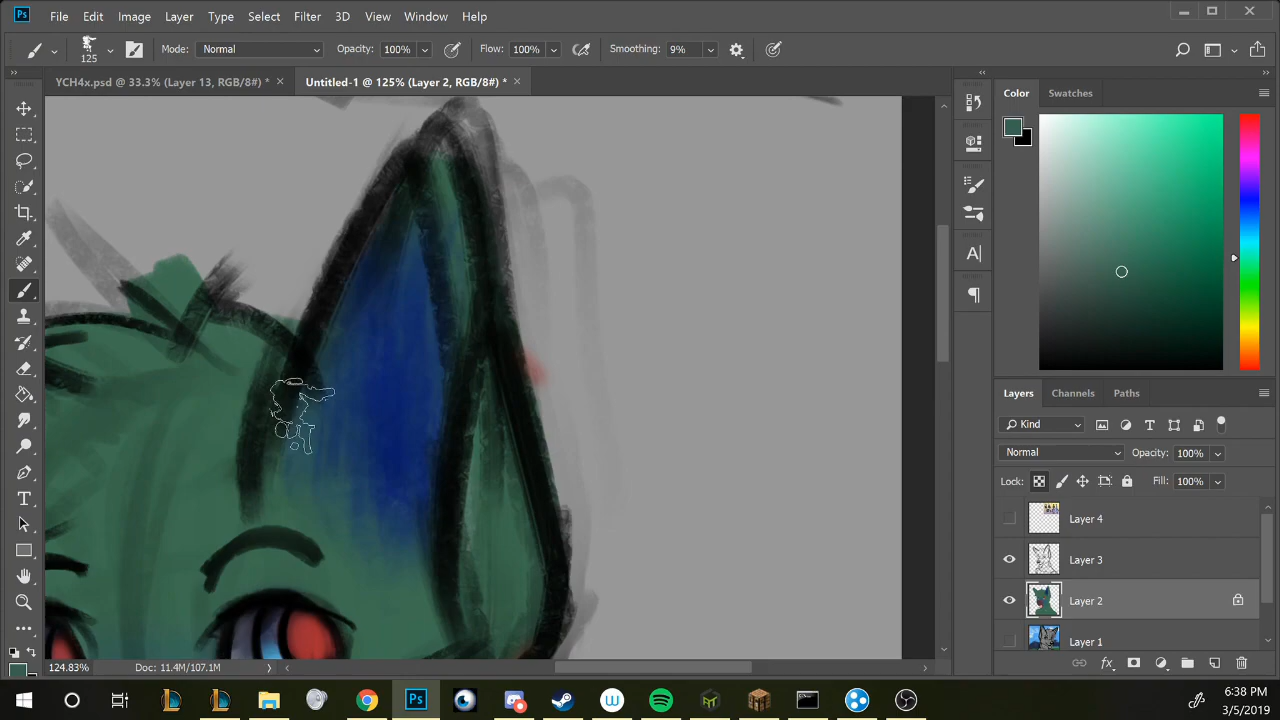 Ps File Edit Image Layer Type Select Filter 3D View Window Help
125 Mode: Normal Opacity: 100% Flow: 100% Smoothing: 9%
YCH4x.psd @ 33.3% (Layer 13, RGB/8#) * Untitled-1 @ 125% (Layer 2, RGB/8#) *
Color Swatches
Layers Channels Paths
Kind
Normal Opacity: 100%
Lock: Fill: 100%
Layer 4
Layer 3
Layer 2
Layer 1
124.83% Doc: 11.4M/107.1M
Ps
6:53 PM
3/5/2019